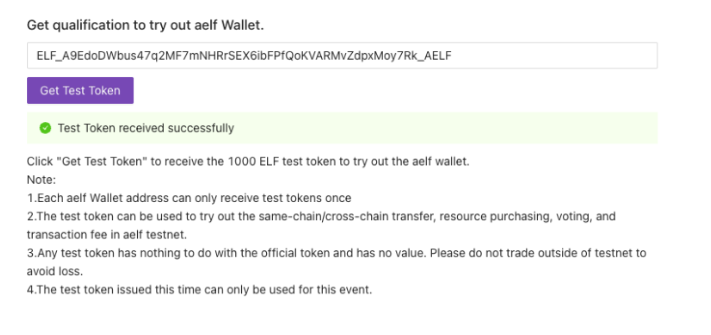 Get qualification to try out aelf Wallet.
ELF_A9EdoDWbus47q2MF7mNHRrSEX6ibFPfQoKVARMvZdpxMoy7Rk_AELF
Get Test Token
Test Token received successfully
Click "Get Test Token" to receive the 1000 ELF test token to try out the aelf wallet.
Note:
1.Each aelf Wallet address can only receive test tokens once
2.The test token can be used to try out the same-chain/cross-chain transfer, resource purchasing, voting, and
transaction fee in aelf testnet.
3.Any test token has nothing to do with the official token and has no value. Please do not trade outside of testnet to
avoid loss.
4.The test token issued this time can only be used for this event.